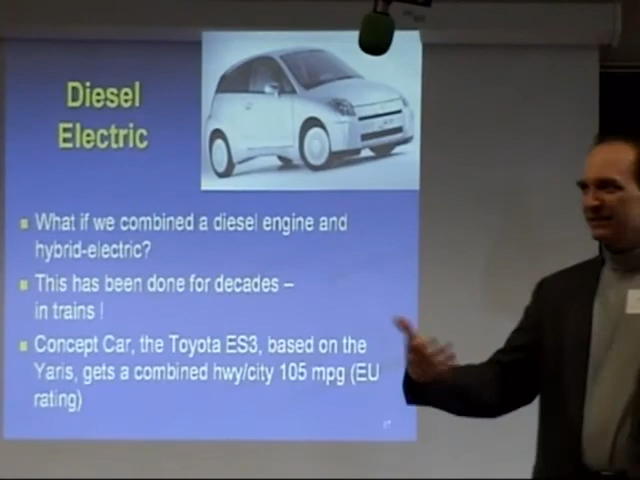 Diesel
Electric
What if we combined a diesel engine and
hybrid-electric?
This has been done for decades –
in trains !
Concept Car, the Toyota ES3, based on the
Yaris, gets a combined hwy/city 105 mpg (EU
rating)